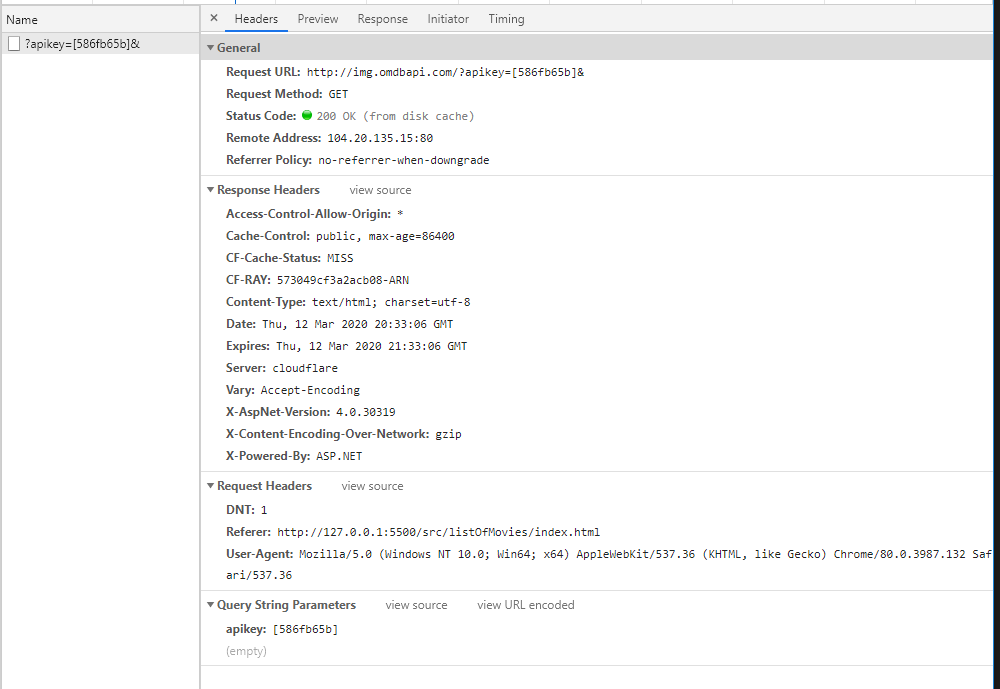 Name
?apikey=[586fb65b]&
× Headers Preview Response Initiator Timing
▼General
Request URL: http://img.omdbapi.com/?apikey=[586fb65b]&
Request Method: GET
Status Code: 200 OK (from disk cache)
Remote Address: 104.20.135.15:80
Referrer Policy: no-referrer-when-downgrade
▼Response Headers view source
Access-Control-Allow-Origin: *
Cache-Control: public, max-age=86400
CF-Cache-Status: MISS
CF-RAY: 573049cf3a2acb08-ARN
Content-Type: text/html; charset=utf-8
Date: Thu, 12 Mar 2020 20:33:06 GMT
Expires: Thu, 12 Mar 2020 21:33:06 GMT
Server: cloudflare
Vary: Accept-Encoding
X-AspNet-Version: 4.0.30319
X-Content-Encoding-Over-Network: gzip
X-Powered-By: ASP.NET
▼Request Headers view source
DNT: 1
Referer: http://127.0.0.1:5500/src/listOfMovies/index.html
User-Agent: Mozilla/5.0 (Windows NT 10.0; Win64; x64) AppleWebKit/537.36 (KHTML, like Gecko) Chrome/80.0.3987.132 Saf
ari/537.36
▼Query String Parameters view source view URL encoded
apikey: [586fb65b]
(empty)